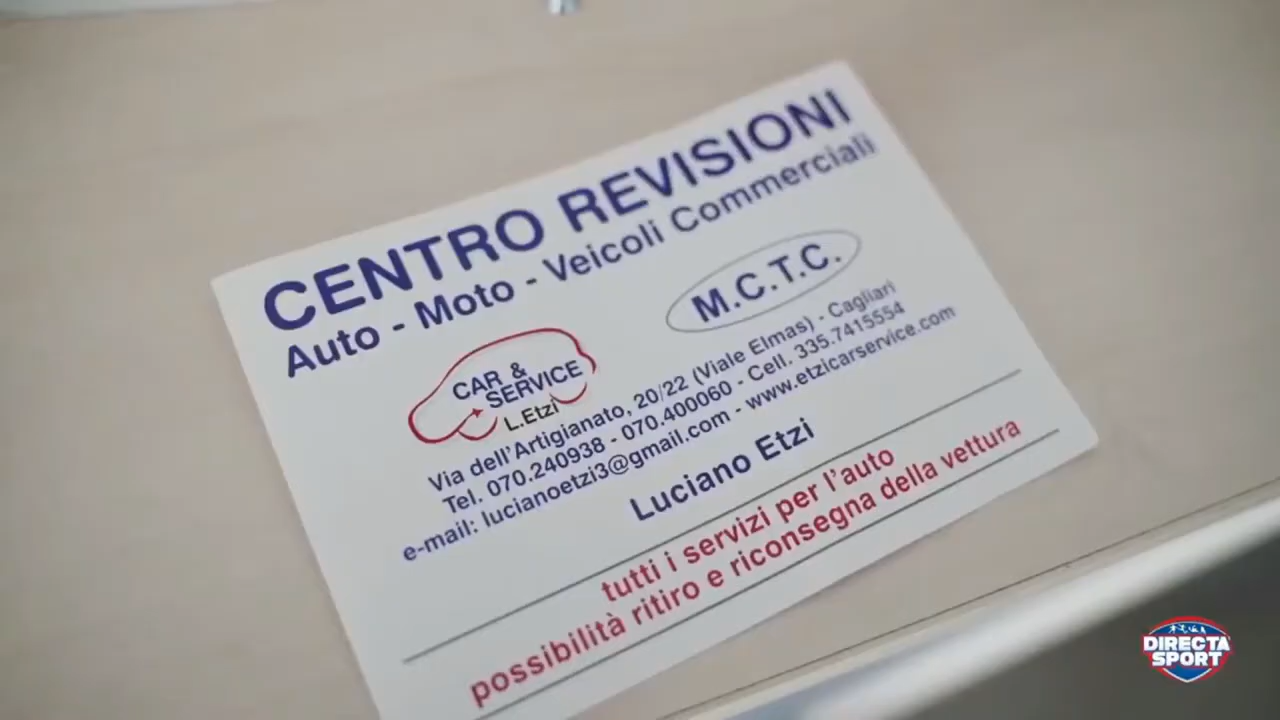 CENTRO REVISIONI
Auto - Moto - Veicoli Commerciali
M.C.T.C.
CAR &
SERVICE
L.Etzi
Via dell'Artigianato, 20/22 (Viale Elmas) - Cagliari
Tel. 070.240938 - 070.400060 - Cell. 335.7415554
e-mail: lucianoetzi3@gmail.com - www.etzicarservice.com
Luciano Etzi
tutti i servizi per l'auto
possibilità ritiro e riconsegna della vettura
DIRECTA
SPORT